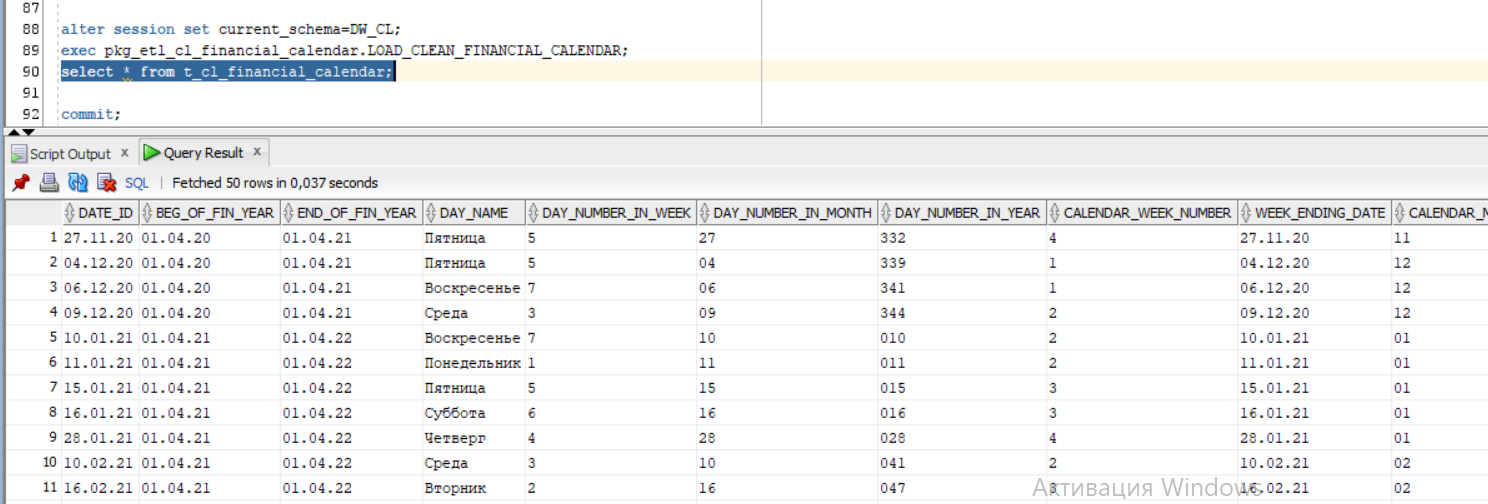 87
88 alter session set current_schema=DW_CL;
89 exec pkg_etl_cl_financial_calendar.LOAD_CLEAN_FINANCIAL_CALENDAR;
90 select * from t_cl_financial_calendar;
91
92 commit;
Script Output x Query Result x
SQL | Fetched 50 rows in 0,037 seconds
DATE_ID BEG_OF_FIN_YEAR END_OF_FIN_YEAR DAY_NAME DAY_NUMBER_IN_WEEK DAY_NUMBER_IN_MONTH DAY_NUMBER_IN_YEAR CALENDAR_WEEK_NUMBER WEEK_ENDING_DATE
1 27.11.20 01.04.20 01.04.21 Пятница 5 27 332 4 27.11.20 11
2 04.12.20 01.04.20 01.04.21 Пятница 5 04 339 1 04.12.20 12
3 06.12.20 01.04.20 01.04.21 Воскресенье 7 06 341 1 06.12.20 12
4 09.12.20 01.04.20 01.04.21 Среда 3 09 344 2 09.12.20 12
5 10.01.21 01.04.21 01.04.22 Воскресенье 7 10 010 2 10.01.21 01
6 11.01.21 01.04.21 01.04.22 Понедельник 1 11 011 2 11.01.21 01
7 15.01.21 01.04.21 01.04.22 Пятница 5 15 015 3 15.01.21 01
8 16.01.21 01.04.21 01.04.22 Суббота 6 16 016 3 16.01.21 01
9 28.01.21 01.04.21 01.04.22 Четверг 4 28 028 4 28.01.21 01
10 10.02.21 01.04.21 01.04.22 Среда 3 10 041 2 10.02.21 02
11 16.02.21 01.04.21 01.04.22 Вторник 2 16 047 16.02.21 02
Активация Windows